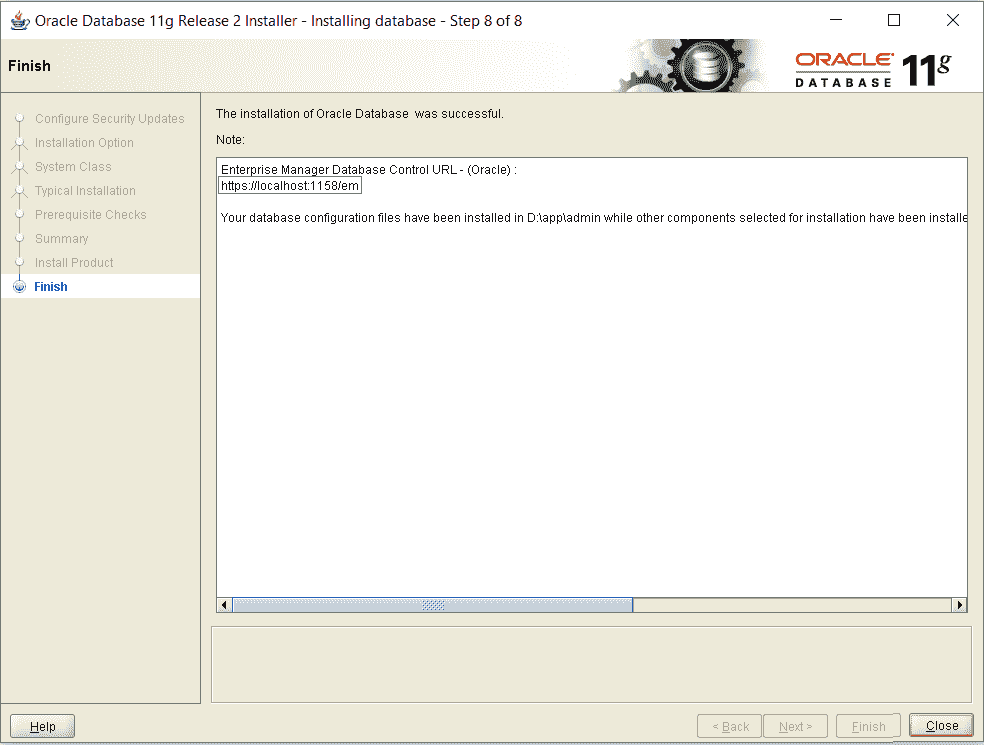 Oracle Database 11g Release 2 Installer - Installing database - Step 8 of 8
Finish
ORACLE
DATABASE
11g
Configure Security Updates
Installation Option
System Class
Typical Installation
Prerequisite Checks
Summary
Install Product
Finish
The installation of Oracle Database was successful.
Note:
Enterprise Manager Database Control URL - (Oracle) :
https://localhost:1158/em
Your database configuration files have been installed in D:\app\admin while other components selected for installation have been installe
Help
< Back
Next >
Finish
Close